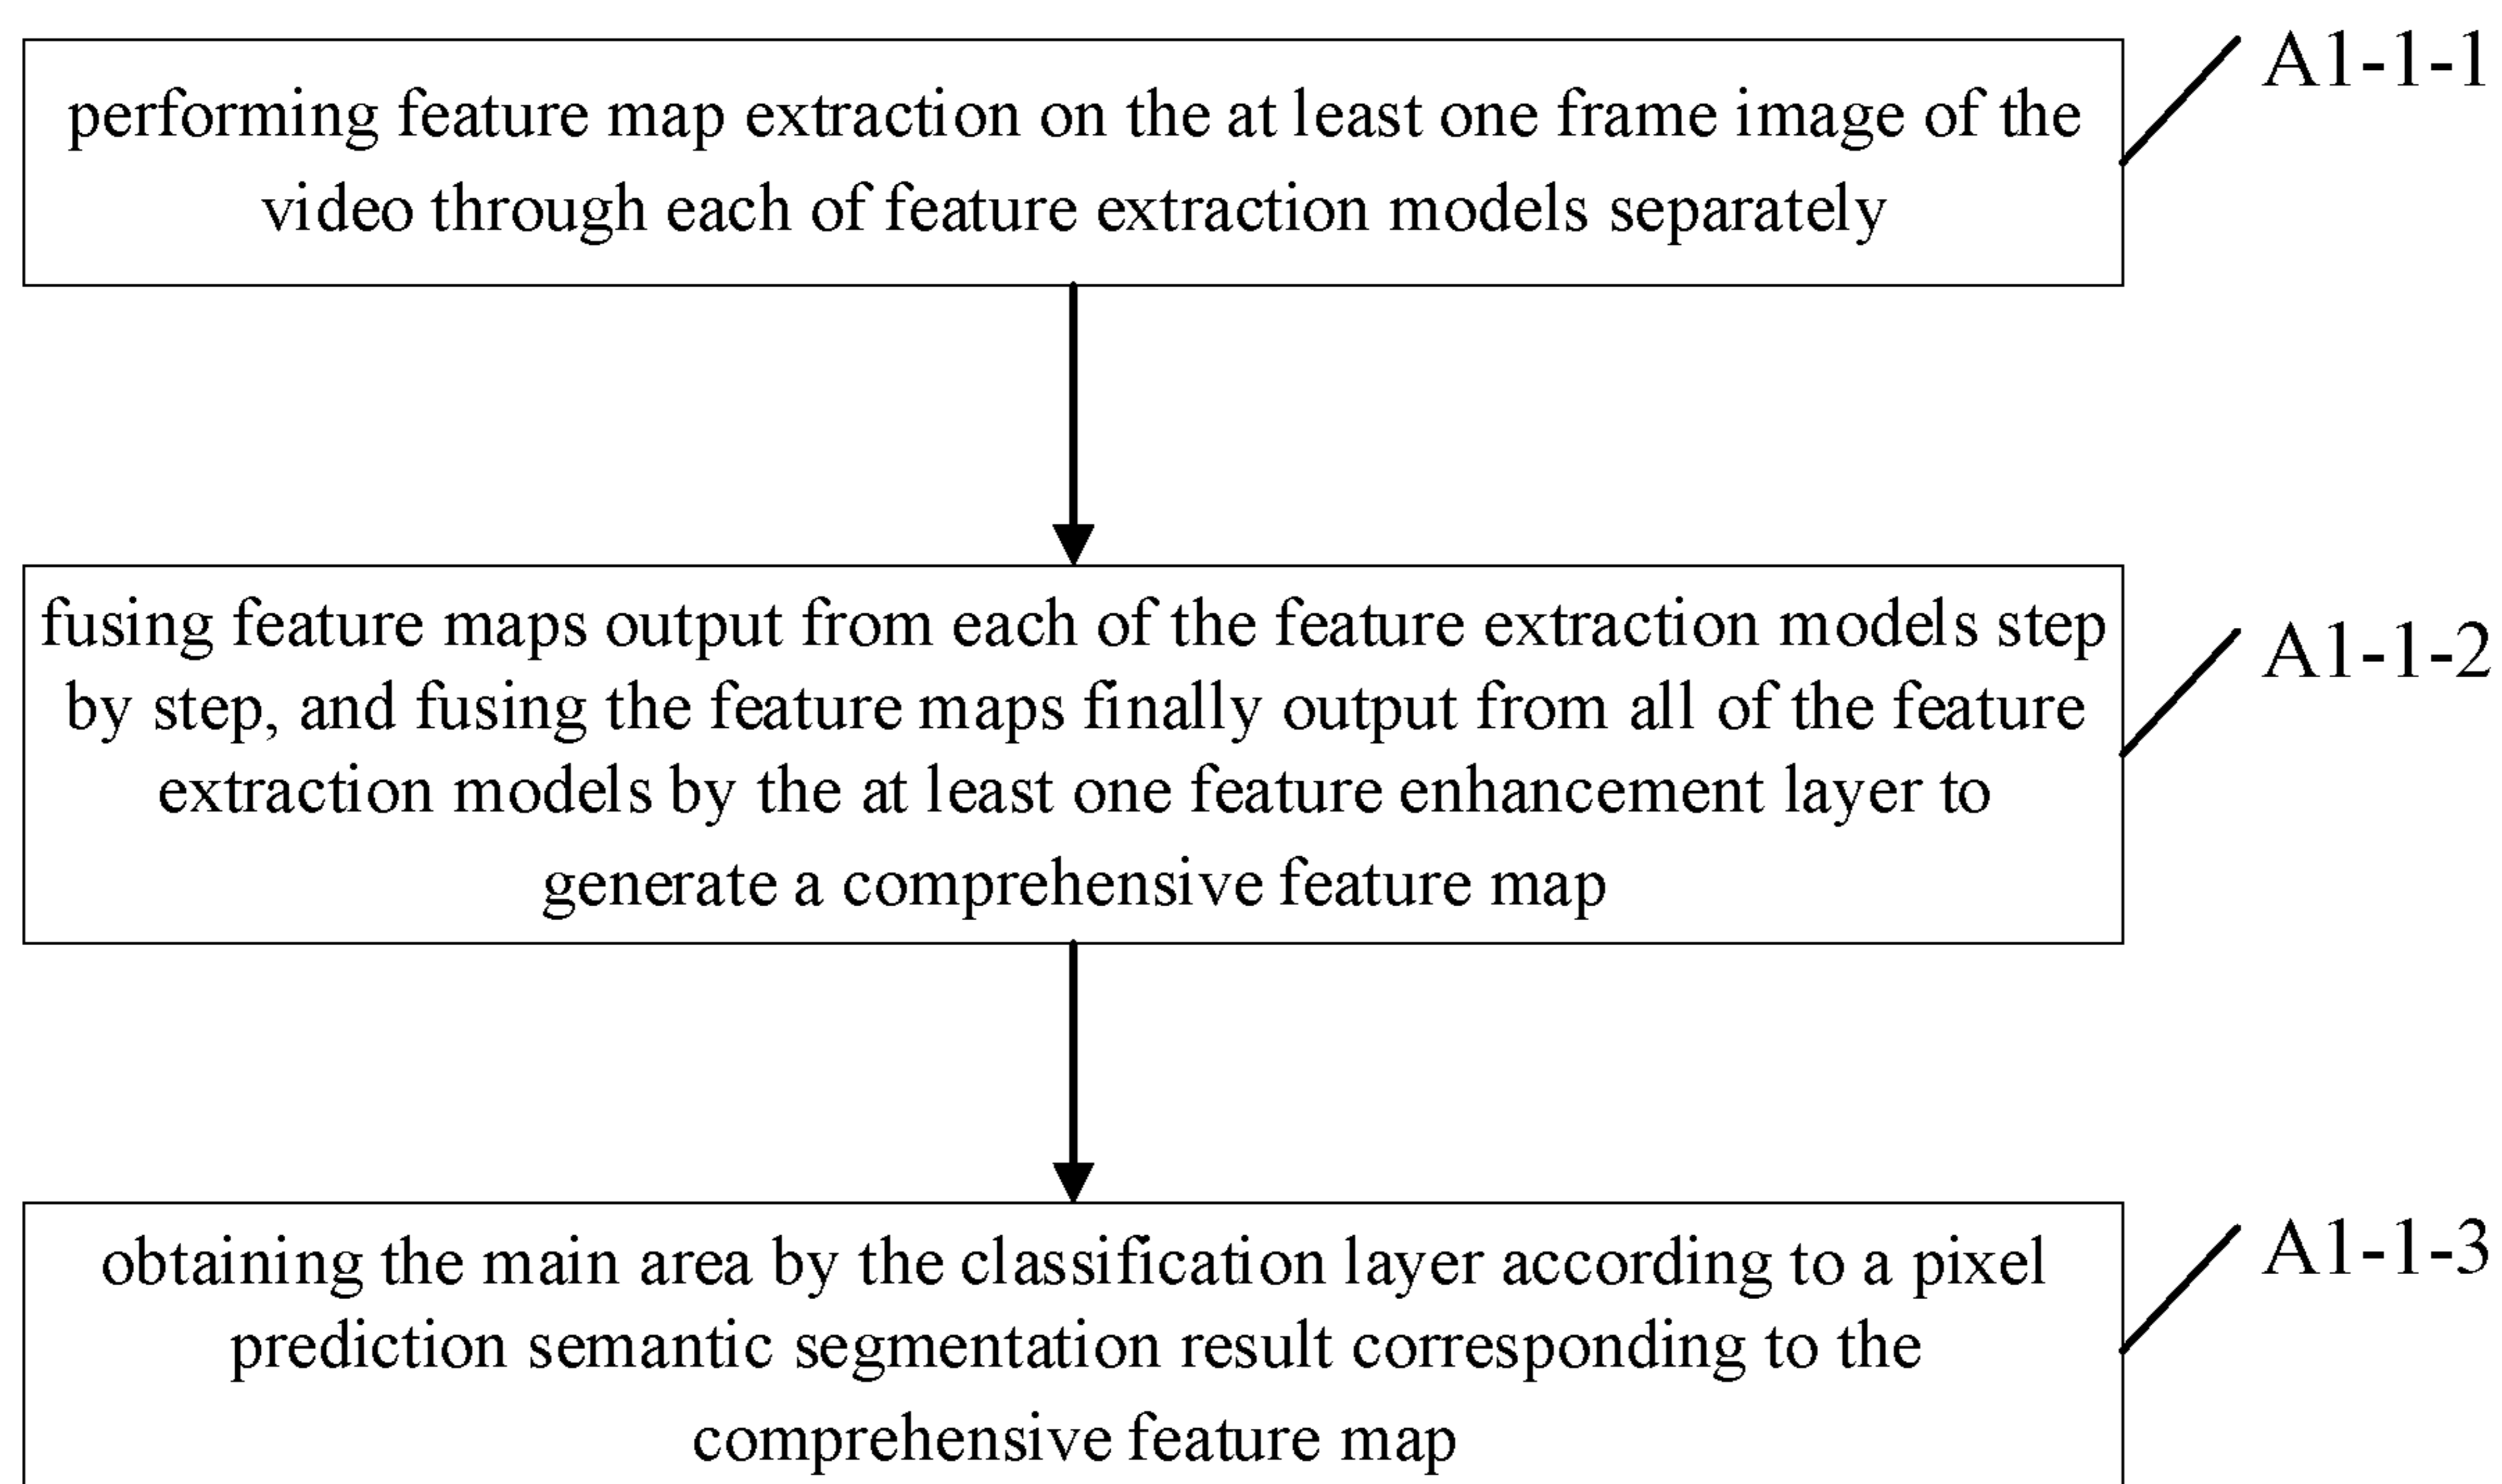 A1-1-1
performing feature map extraction on the at least one frame image of the
video through each of feature extraction models separately
A1-1-2
fusing feature maps output from each of the feature extraction models step
by step, and fusing the feature maps finally output from all of the feature
extraction models by the at least one feature enhancement layer to
generate a comprehensive feature map
A1-1-3
obtaining the main area by the classification layer according to a pixel
prediction semantic segmentation result corresponding to the
comprehensive feature map